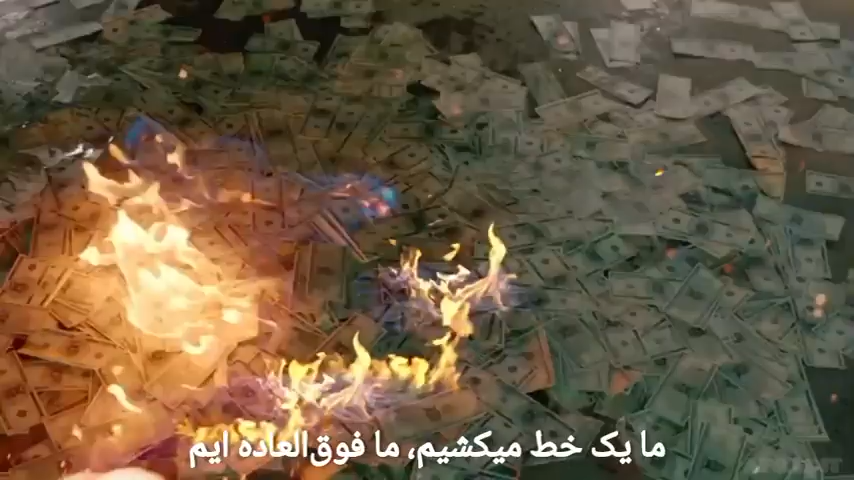 ما یک خط میکشیم، ما فوق‌العاده ایم